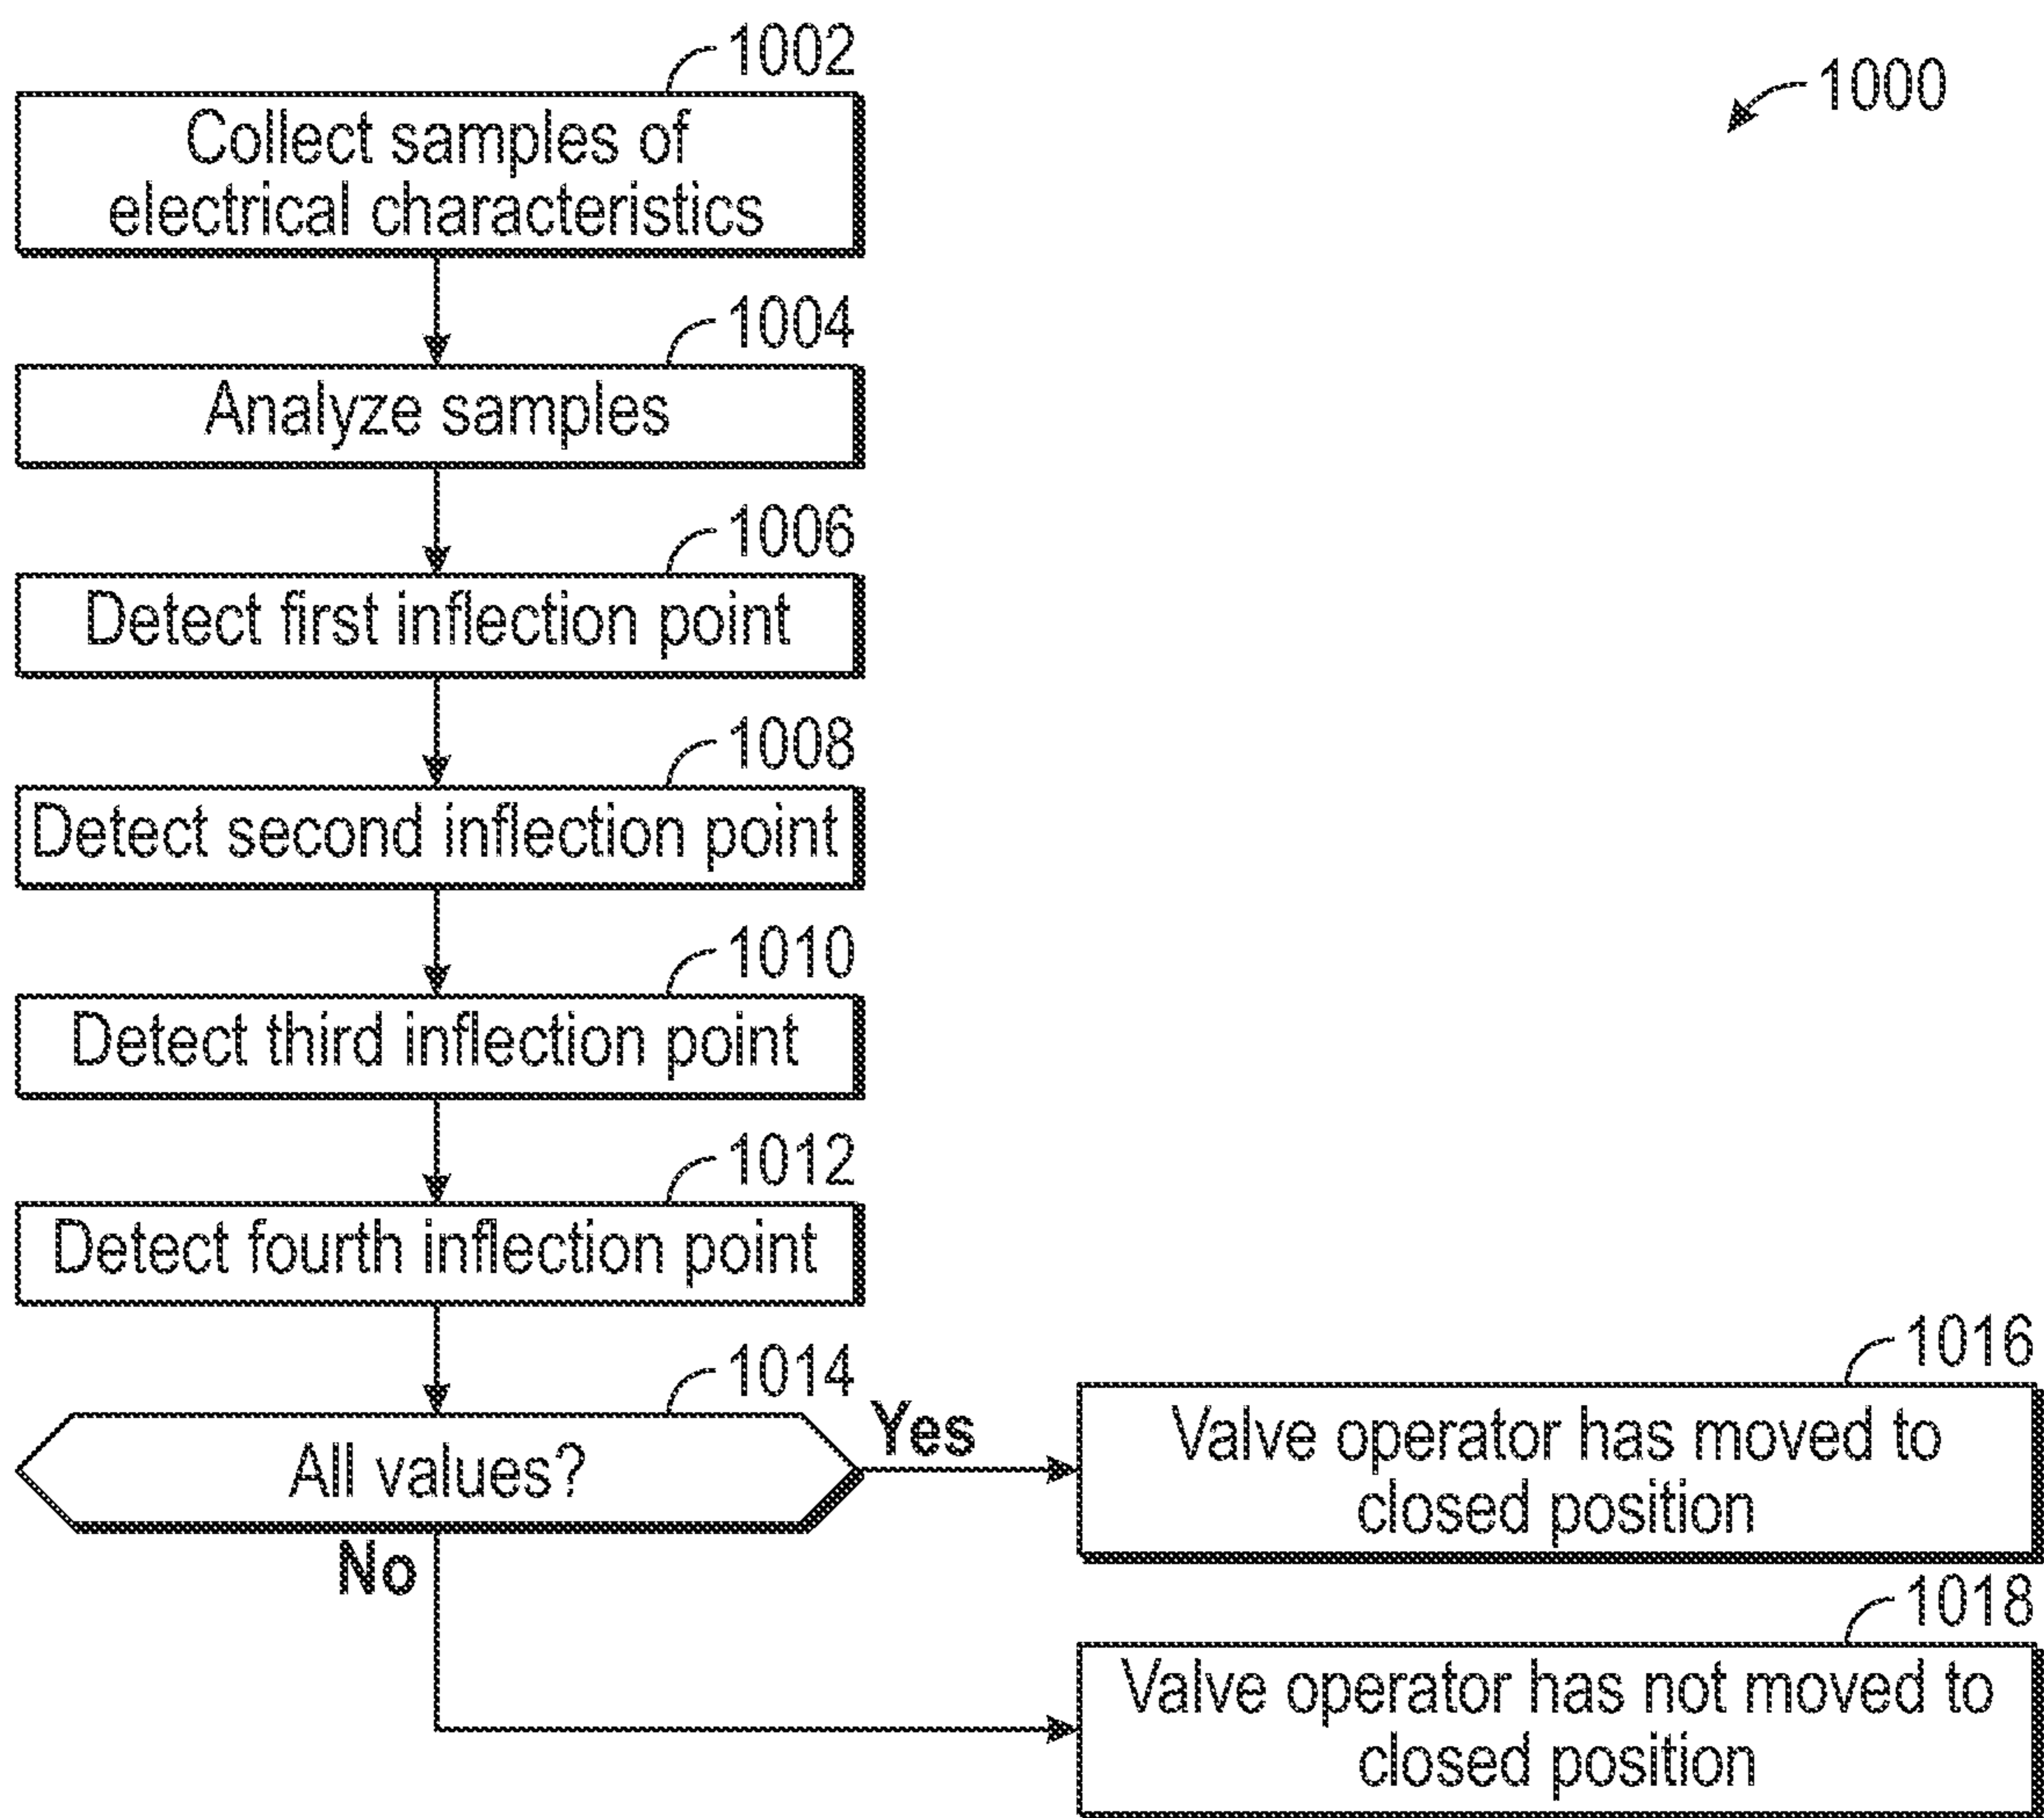 1002
1000
Collect samples of
electrical characteristics
1004
Analyze samples
1006
Detect first inflection point
1008
Detect second inflection point
1010
Detect third inflection point
1012
Detect fourth inflection point
1014
All values?
Yes
1016
Valve operator has moved to
closed position
No
1018
Valve operator has not moved to
closed position